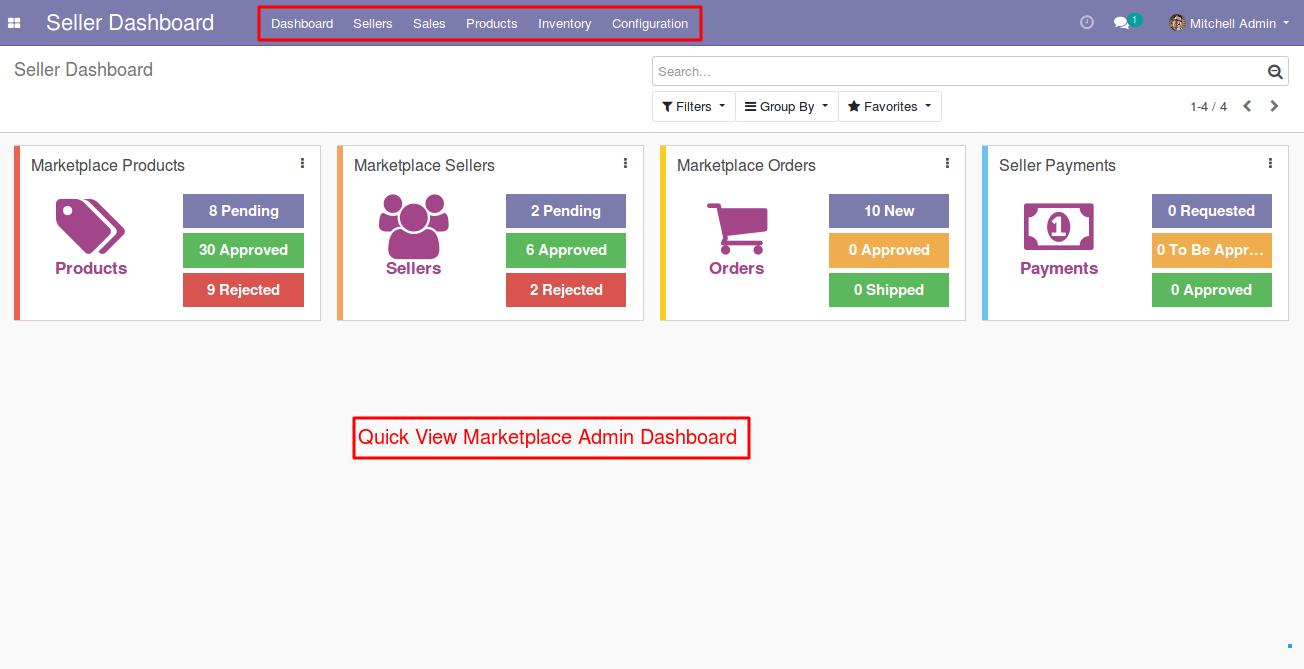 Seller Dashboard
Dashboard Sellers Sales Products Inventory Configuration
1
Mitchell Admin
Seller Dashboard
Search...
Filters Group By Favorites
1-4 / 4
Marketplace Products
8 Pending
30 Approved
Products
9 Rejected
Marketplace Sellers
2 Pending
6 Approved
Sellers
2 Rejected
Marketplace Orders
10 New
0 Approved
Orders
0 Shipped
Seller Payments
1
0 Requested
0 To Be Appr...
Payments
0 Approved
Quick View Marketplace Admin Dashboard